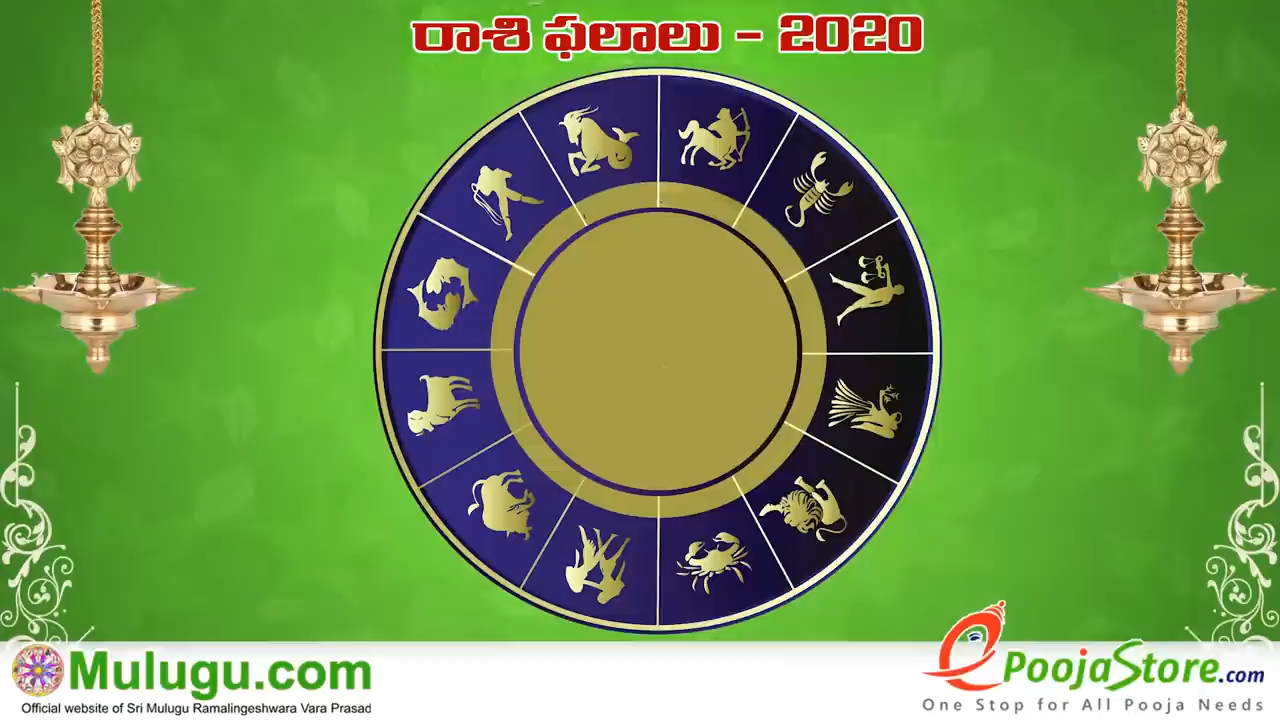 రాశి ఫలాలు - 2020
Mulugu.com
Official website of Sri Mulugu Ramalingeshwara Vara Prasad
ePoojaStore.com
One Stop for All Pooja Needs